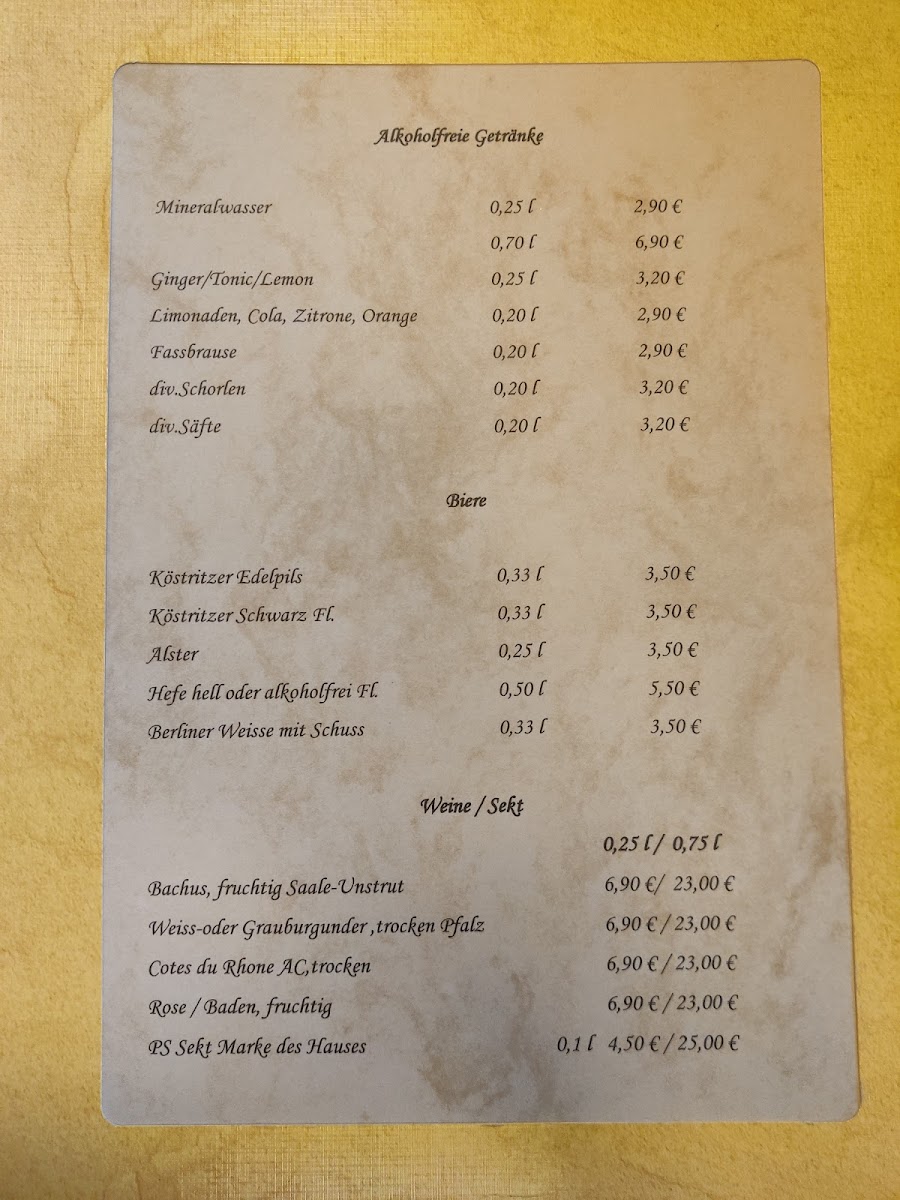 Alkoholfreie Getränke
Mineralwasser 0,25 l 2,90 €
0,70 l 6,90 €
Ginger/Tonic/Lemon 0,25 l 3,20 €
Limonaden, Cola, Zitrone, Orange 0,20 l 2,90 €
Fassbrause 0,20 l 2,90 €
div.Schorlen 0,20 l 3,20 €
div.Säfte 0,20 l 3,20 €
Biere
Köstritzer Edelpils 0,33 l 3,50 €
Köstritzer Schwarz Fl. 0,33 l 3,50 €
Alster 0,25 l 3,50 €
Hefe hell oder alkoholfrei Fl. 0,50 l 5,50 €
Berliner Weisse mit Schuss 0,33 l 3,50 €
Weine / Sekt
0,25 l / 0,75 l
Bachus, fruchtig Saale-Unstrut 6,90 €/ 23,00 €
Weiss-oder Grauburgunder ,trocken Pfalz 6,90 € / 23,00 €
Cotes du Rhone AC,trocken 6,90 € / 23,00 €
Rose / Baden, fruchtig 6,90 € / 23,00 €
PS Sekt Marke des Hauses 0,1 l 4,50 € / 25,00 €